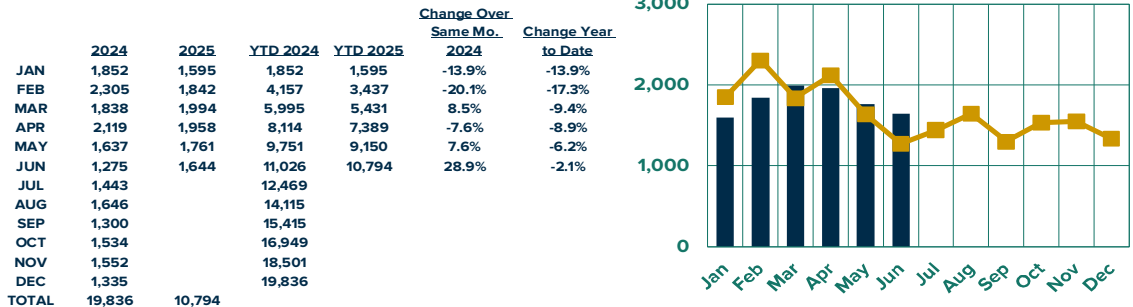 Change Over
Same Mo. Change Year
2024 2025 YTD 2024 YTD 2025 2024 to Date
JAN 1,852 1,595 1,852 1,595 -13.9% -13.9%
FEB 2,305 1,842 4,157 3,437 -20.1% -17.3%
MAR 1,838 1,994 5,995 5,431 8.5% -9.4%
APR 2,119 1,958 8,114 7,389 -7.6% -8.9%
MAY 1,637 1,761 9,751 9,150 7.6% -6.2%
JUN 1,275 1,644 11,026 10,794 28.9% -2.1%
JUL 1,443 12,469
AUG 1,646 14,115
SEP 1,300 15,415
OCT 1,534 16,949
NOV 1,552 18,501
DEC 1,335 19,836
TOTAL 19,836 10,794
3,000
2,000
1,000
0
Jan Feb Mar Apr May Jun Jul Aug Sep Oct Nov Dec